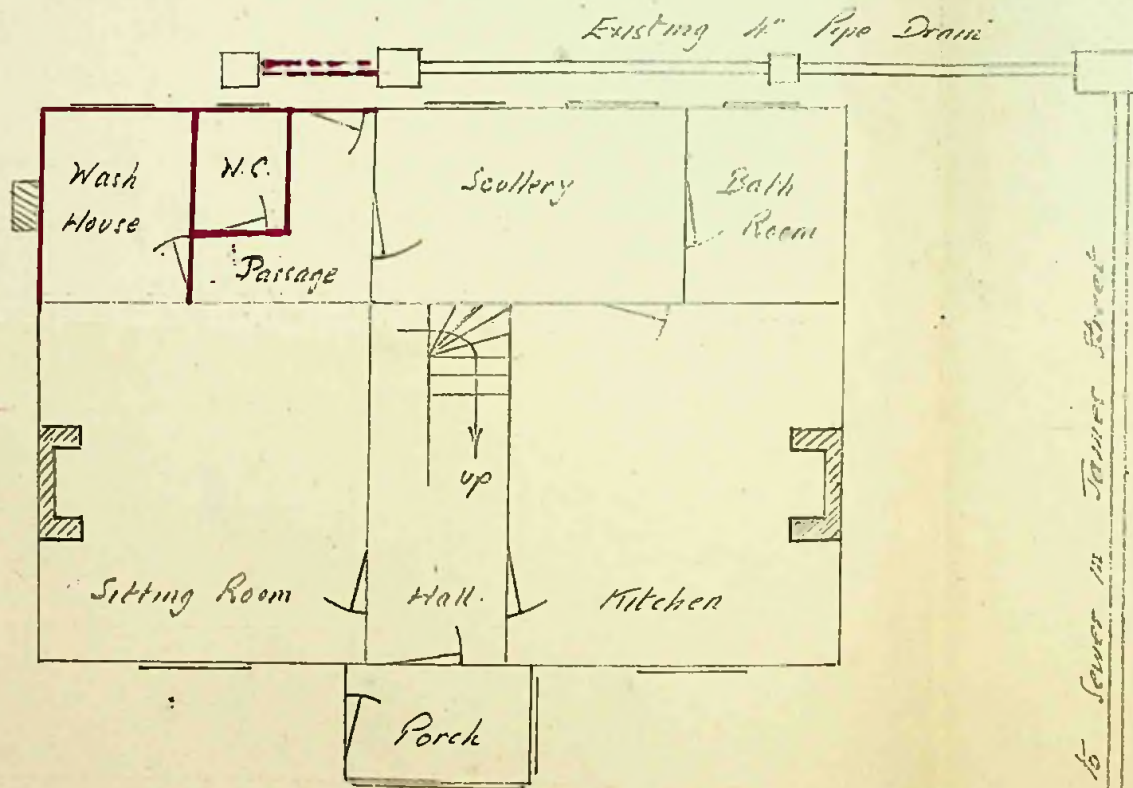 Existing 4" Pipe Drain
Wash
House
W.C.
Scullery
Bath
Room
Passage
up
Sitting Room
Hall.
Kitchen
Porch
to Sewer in James Street